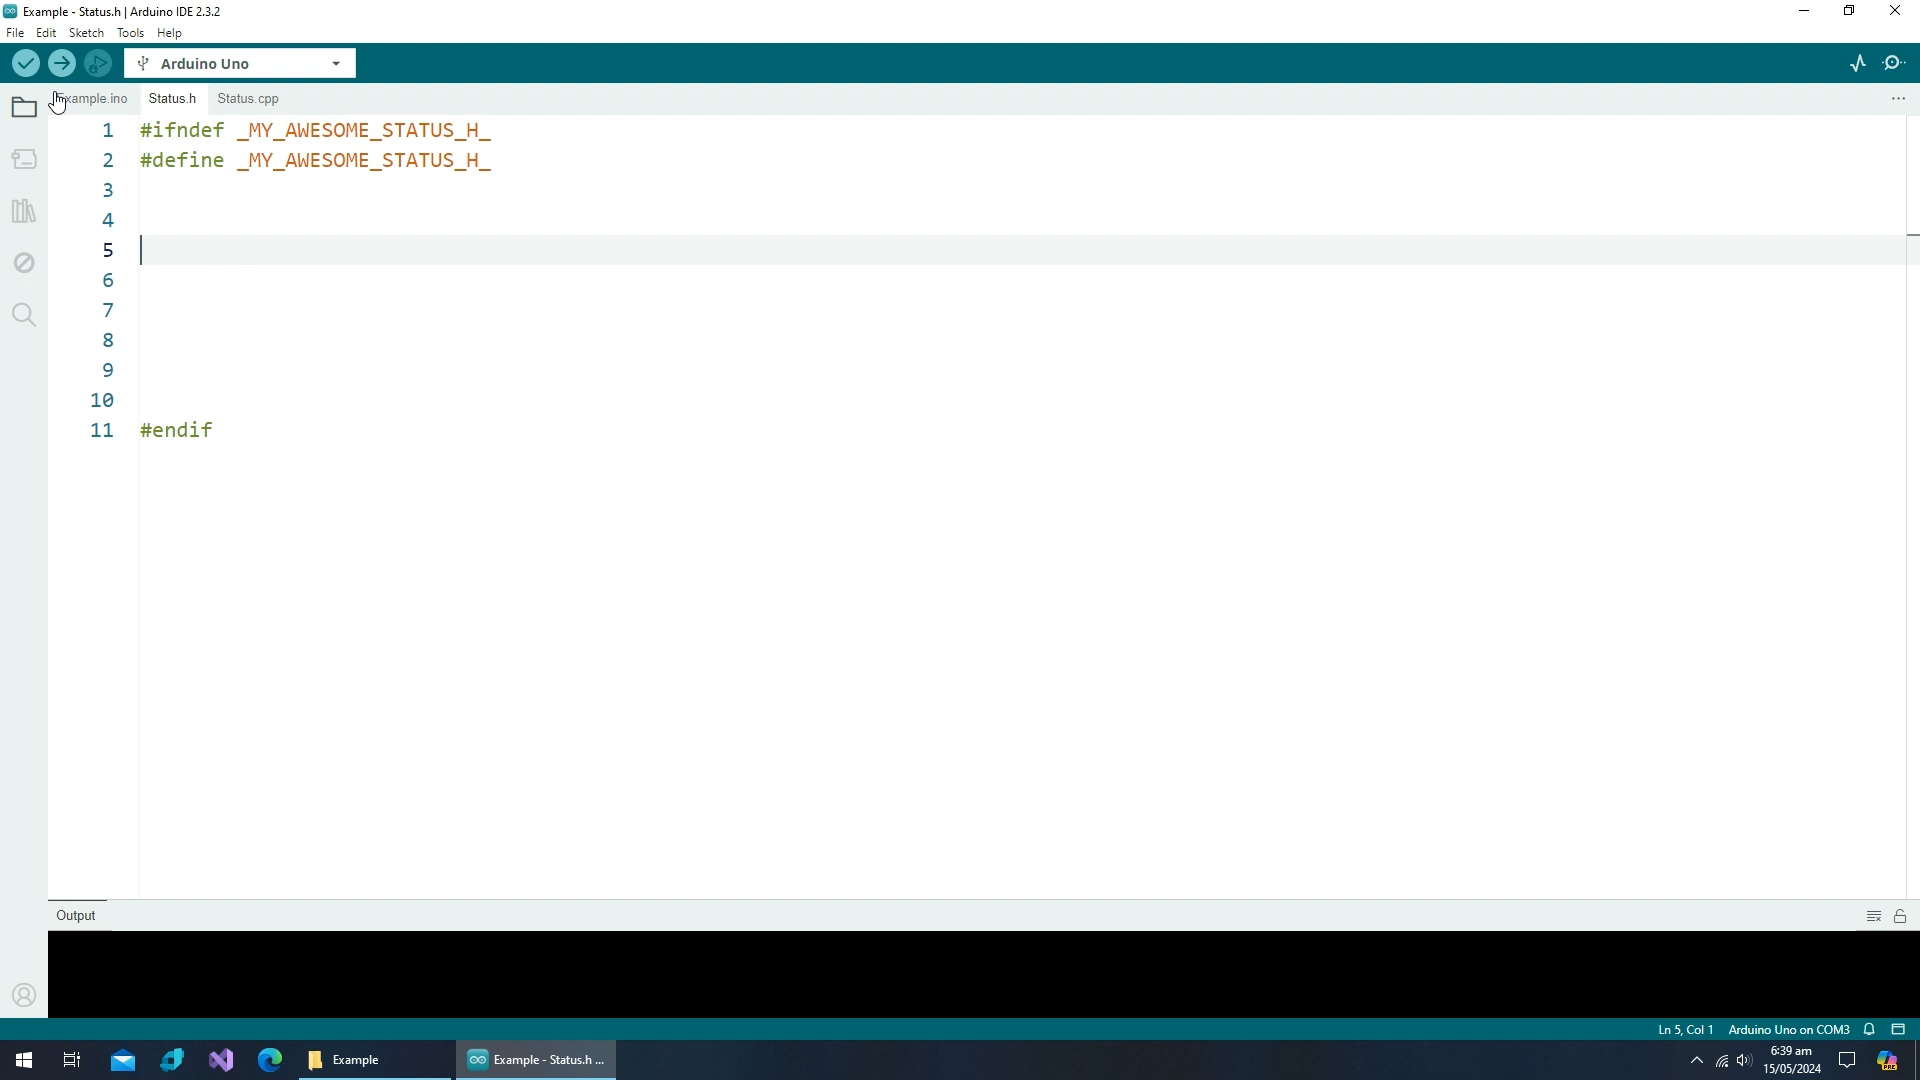 Example - Status.h | Arduino IDE 2.3.2
File Edit Sketch Tools Help
Arduino Uno
Example.ino Status.h Status.cpp
1 #ifndef _MY_AWESOME_STATUS_H_
2 #define _MY_AWESOME_STATUS_H_
3
4
5
6
7
8
9
10
11 #endif
Output
Ln 5, Col 1 Arduino Uno on COM3
Example
Example - Status.h ...
6:39 am
15/05/2024
PRE